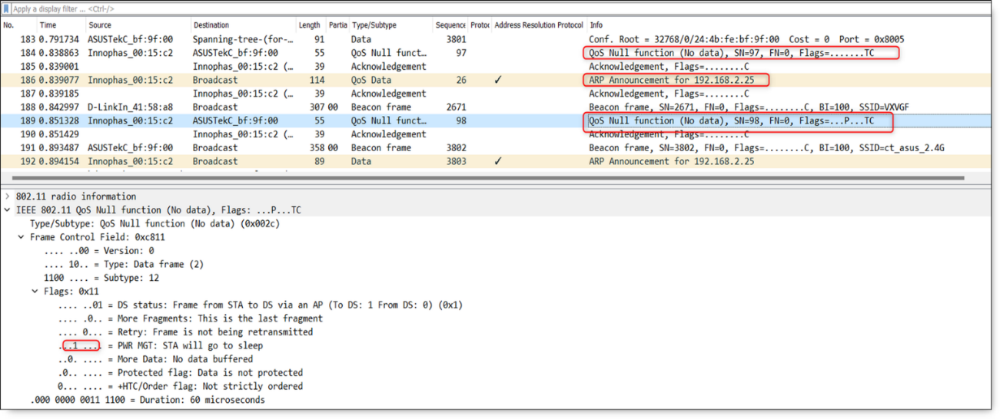 Apply a display filter ... <Ctrl-/>
No. Time Source Destination Length Partia Type/Subtype Sequence Protoc Address Resolution Protocol Info
183 0.791734 ASUSTekC_bf:9f:00 Spanning-tree-(for-… 91 Data 3801 Conf. Root = 32768/0/24:4b:fe:bf:9f:00 Cost = 0 Port = 0x8005
184 0.838863 Innophas_00:15:c2 ASUSTekC_bf:9f:00 55 QoS Null funct… 97 QoS Null function (No data), SN=97, FN=0, Flags=.......TC
185 0.839001 Innophas_00:15:c2 (… 39 Acknowledgement Acknowledgement, Flags=........C
186 0.839077 Innophas_00:15:c2 Broadcast 114 QoS Data 26 ✓ ARP Announcement for 192.168.2.25
187 0.839185 Innophas_00:15:c2 (… 39 Acknowledgement Acknowledgement, Flags=........C
188 0.842997 D-LinkIn_41:58:a8 Broadcast 307 00 Beacon frame 2671 Beacon frame, SN=2671, FN=0, Flags=........C, BI=100, SSID=VXVGF
189 0.851328 Innophas_00:15:c2 ASUSTekC_bf:9f:00 55 QoS Null funct… 98 QoS Null function (No data), SN=98, FN=0, Flags=...P...TC
190 0.851429 Innophas_00:15:c2 (… 39 Acknowledgement Acknowledgement, Flags=........C
191 0.893487 ASUSTekC_bf:9f:00 Broadcast 358 00 Beacon frame 3802 Beacon frame, SN=3802, FN=0, Flags=........C, BI=100, SSID=ct_asus_2.4G
192 0.894154 Innophas_00:15:c2 Broadcast 89 Data 3803 ✓ ARP Announcement for 192.168.2.25
802.11 radio information
IEEE 802.11 QoS Null function (No data), Flags: ...P...TC
Type/Subtype: QoS Null function (No data) (0x002c)
Frame Control Field: 0xc811
.... ..00 = Version: 0
.... 10.. = Type: Data frame (2)
1100 .... = Subtype: 12
Flags: 0x11
.... ..01 = DS status: Frame from STA to DS via an AP (To DS: 1 From DS: 0) (0x1)
.... .0.. = More Fragments: This is the last fragment
.... 0... = Retry: Frame is not being retransmitted
...1 .... = PWR MGT: STA will go to sleep
..0. .... = More Data: No data buffered
.0.. .... = Protected flag: Data is not protected
0... .... = +HTC/Order flag: Not strictly ordered
.000 0000 0011 1100 = Duration: 60 microseconds